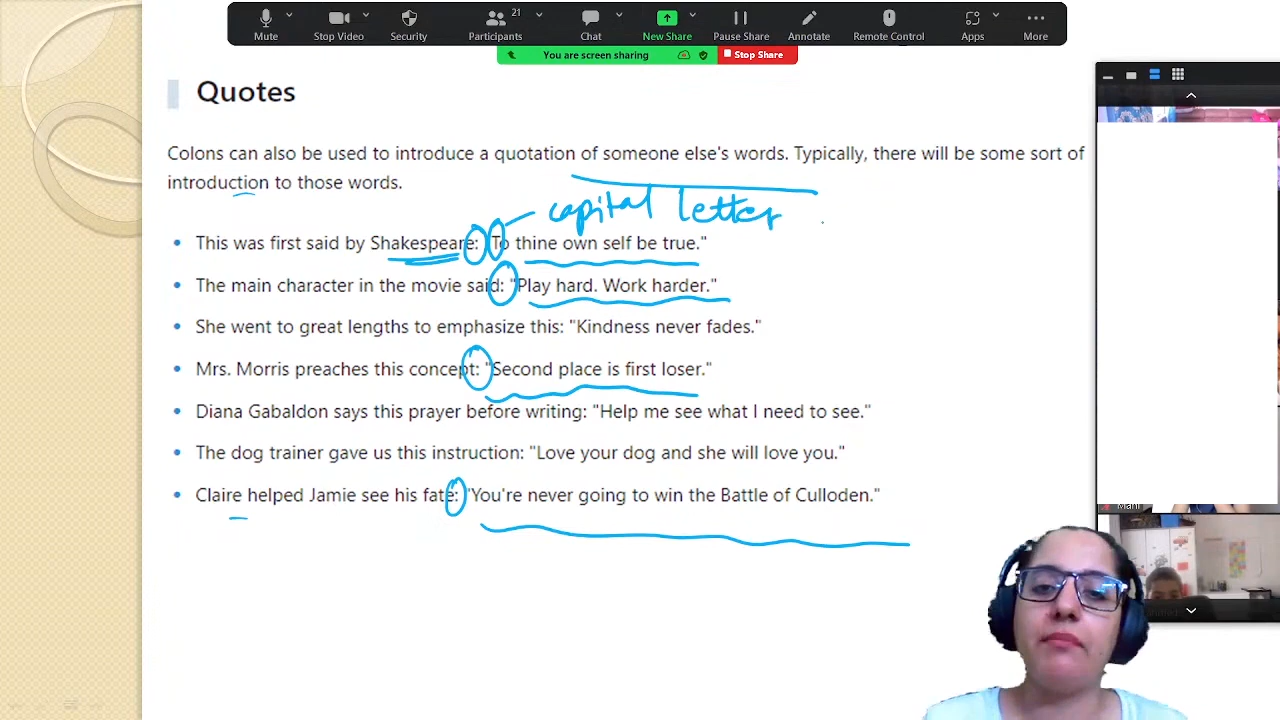 21
Mute
Stop Video
Security
Participants
Chat
New Share
Pause Share
Annotate
Remote Control
Apps
More
You are screen sharing
Stop Share
Quotes
Colons can also be used to introduce a quotation of someone else's words. Typically, there will be some sort of
introduction to those words.
capital letter
• This was first said by Shakespeare: "To thine own self be true."
• The main character in the movie said: "Play hard. Work harder."
• She went to great lengths to emphasize this: "Kindness never fades."
• Mrs. Morris preaches this concept: "Second place is first loser."
• Diana Gabaldon says this prayer before writing: "Help me see what I need to see."
• The dog trainer gave us this instruction: "Love your dog and she will love you."
• Claire helped Jamie see his fate: "You're never going to win the Battle of Culloden."